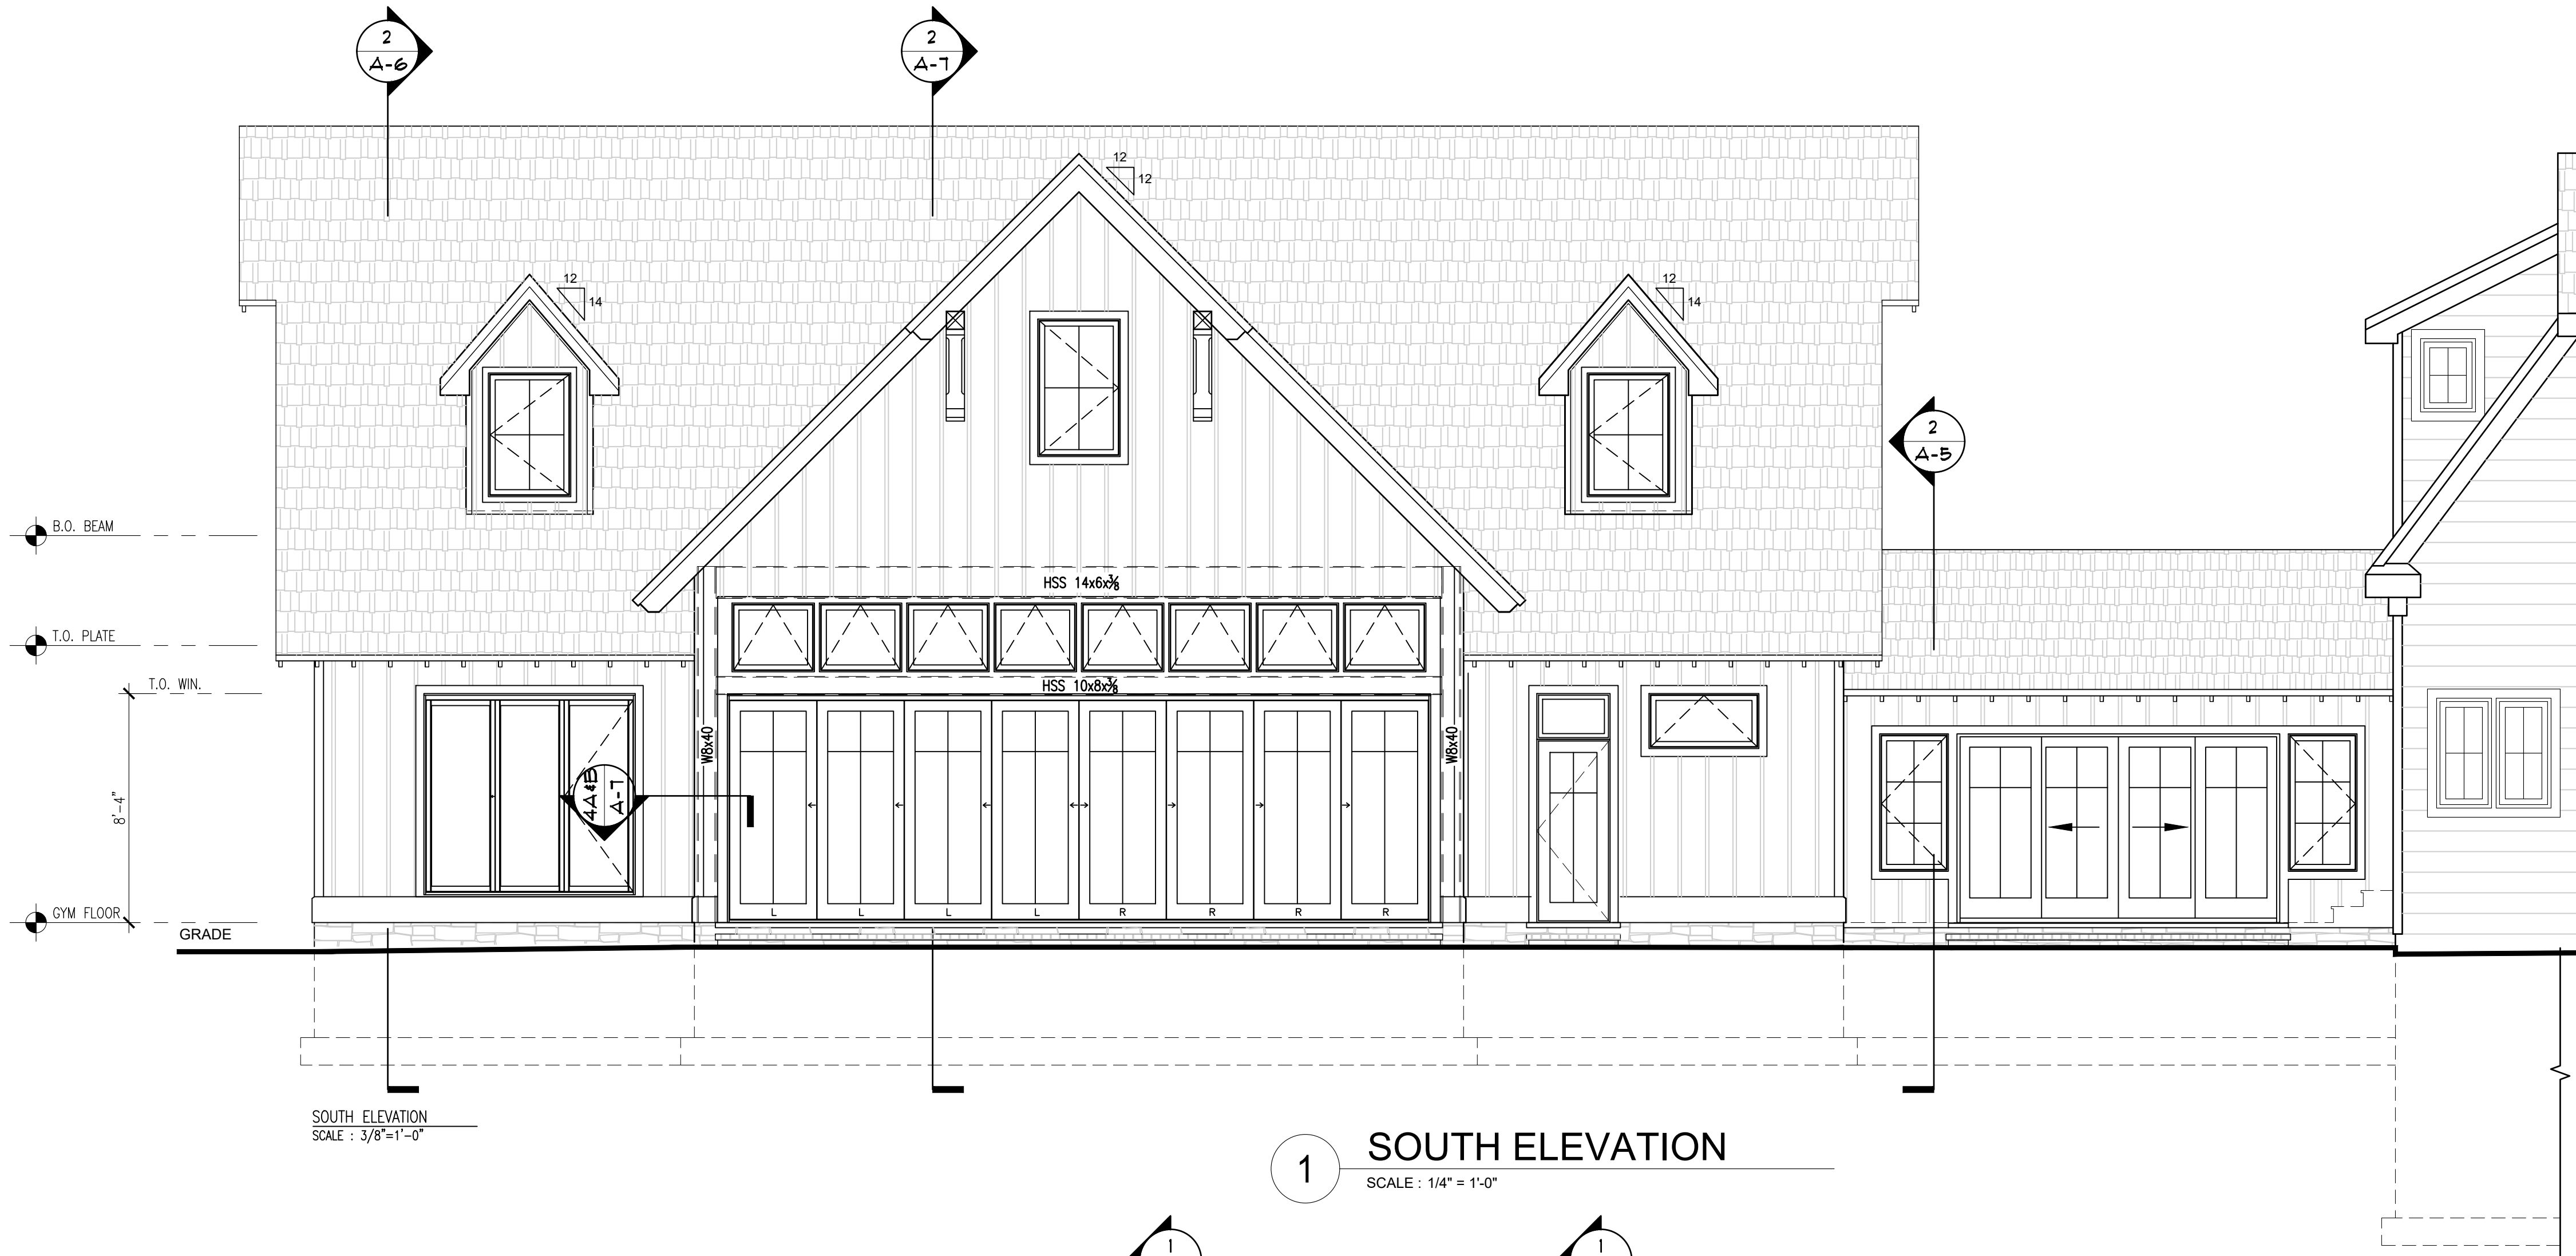 2
A-6
2
A-7
12
12
12
14
12
14
2
A-5
B.O. BEAM
HSS 14x6x⅜
T.O. PLATE
T.O. WIN.
HSS 10x8x⅜
W8x40
W8x40
4A&B
A-7
8'-4"
L
L
L
L
R
R
R
R
GYM FLOOR
GRADE
SOUTH ELEVATION
SCALE : 3/8"=1'-0"
1
SOUTH ELEVATION
SCALE : 1/4" = 1'-0"
1
1